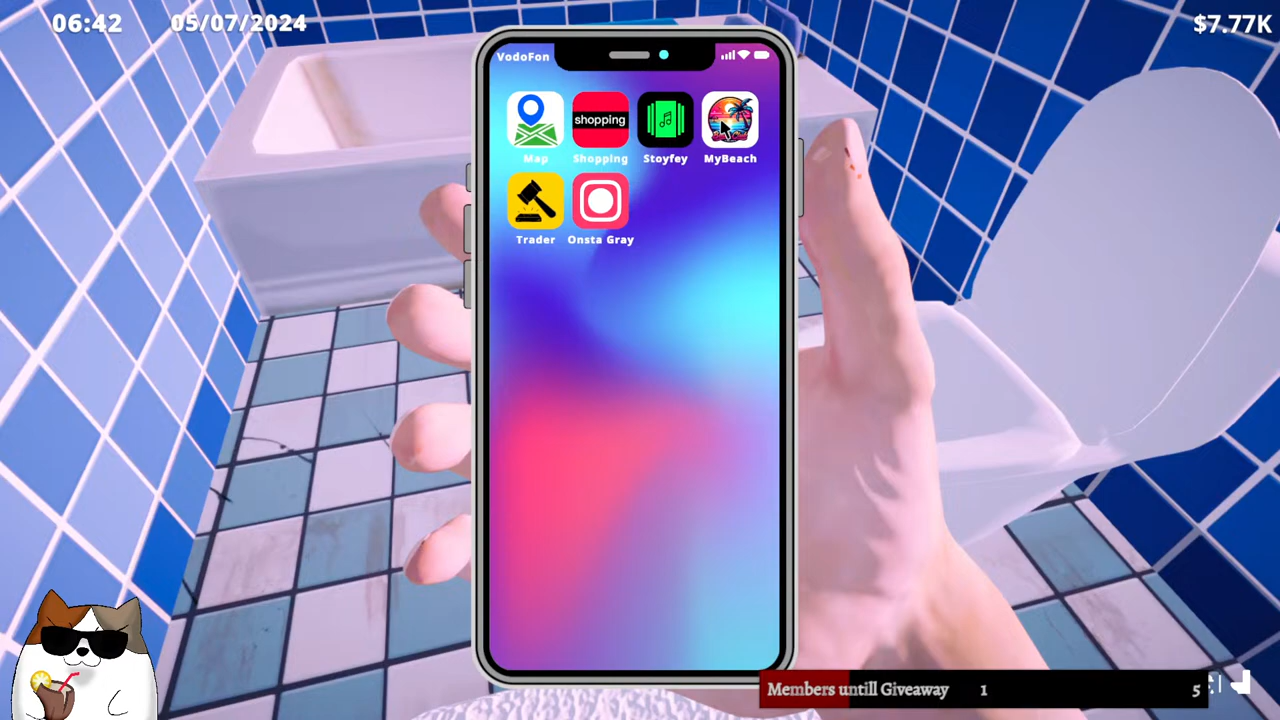 06:42
05/07/2024
$7.77K
VodoFon
shopping
Map
Shopping
Stoyfey
MyBeach
Trader
Onsta Gray
Members untill Giveaway 1 5